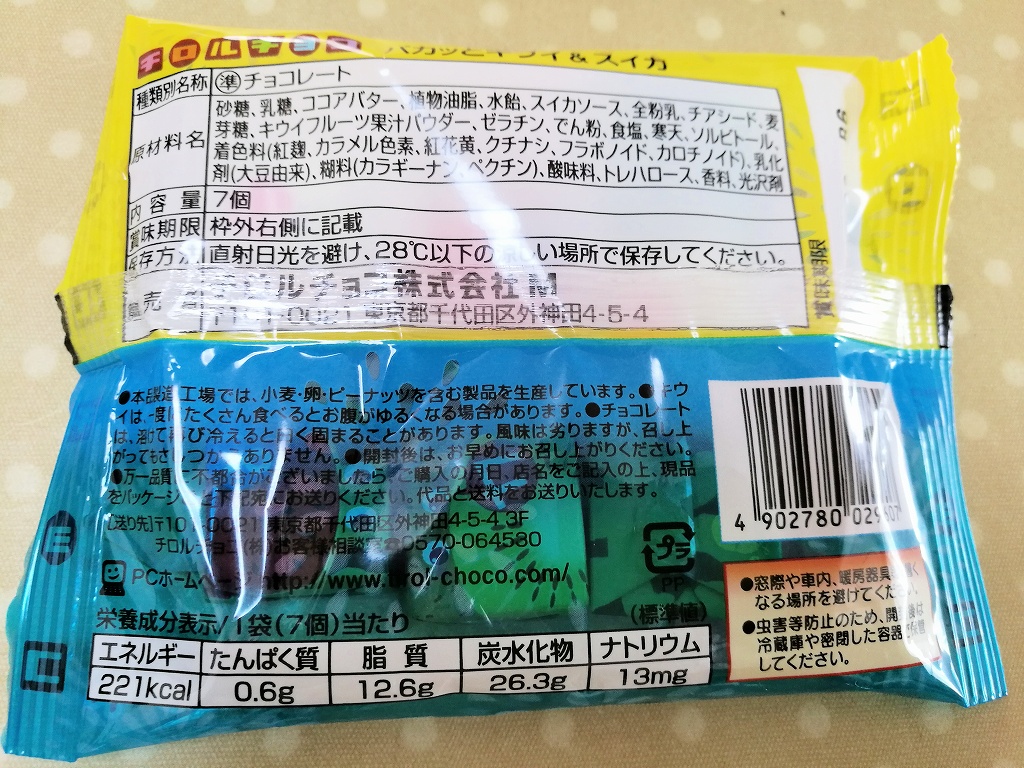 チロルチョコ パカッとキウイ&スイカ
種類別名称 準チョコレート
原材料名 砂糖、乳糖、ココアバター、植物油脂、水飴、スイカソース、全粉乳、チアシード、麦
芽糖、キウイフルーツ果汁パウダー、ゼラチン、でん粉、食塩、寒天、ソルビトール、
着色料(紅麹、カラメル色素、紅花黄、クチナシ、フラボノイド、カロチノイド)、乳化
剤(大豆由来)、糊料(カラギーナン、ペクチン)、酸味料、トレハロース、香料、光沢剤
内容量 7個
賞味期限 枠外右側に記載
保存方法 直射日光を避け、28℃以下の涼しい場所で保存してください。
販売 チロルチョコ株式会社 M
〒101-0021 東京都千代田区外神田4-5-4
賞味期限
●本品製造工場では、小麦・卵・ピーナッツを含む製品を生産しています。●キウ
イは、一度にたくさん食べるとお腹がゆるくなる場合があります。●チョコレート
は、溶けて再び冷えると白く固まることがあります。風味は劣りますが、召し上
がってもさしつかえありません。●開封後は、お早めにお召し上がりください。
●万一品質に不都合がございましたら、ご購入の月日、店名をご記入の上、現品
をパッケージごと下記宛にお送りください。代品と送料をお送りいたします。
[お送り先]〒101-0021 東京都千代田区外神田4-5-4 3F
チロルチョコ(株)お客様相談室 0570-064530
PCホームページ http://www.tirol-choco.com/
プラ
PP
4 902780 029
●窓際や車内、暖房器具
なる場所を避けてください。
●虫害等防止のため、開封後は
冷蔵庫や密閉した容器
してください。
栄養成分表示/1袋(7個)当たり (標準値)
エネルギー たんぱく質 脂質 炭水化物 ナトリウム
221kcal 0.6g 12.6g 26.3g 13mg